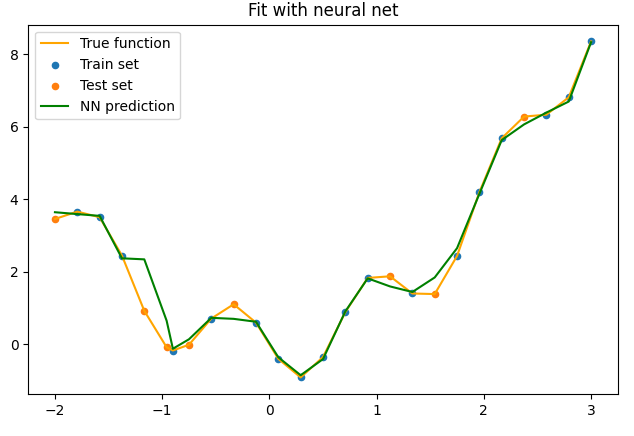 Fit with neural net
True function
Train set
Test set
NN prediction
8
6
4
2
0
−2
−1
0
1
2
3